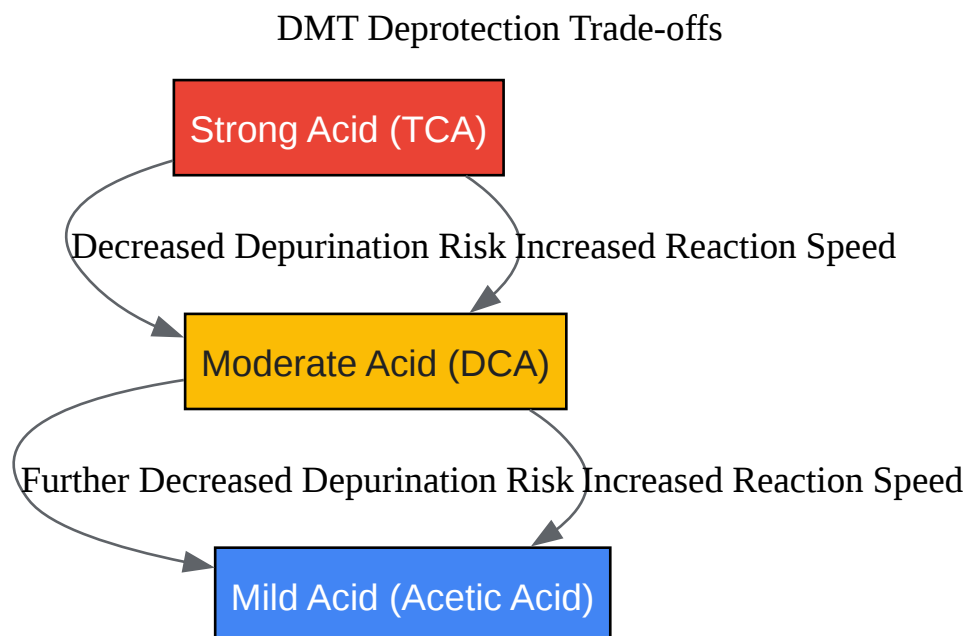 DMT Deprotection Trade-offs
Strong Acid (TCA)
Decreased Depurination Risk
Increased Reaction Speed
Moderate Acid (DCA)
Further Decreased Depurination Risk
Increased Reaction Speed
Mild Acid (Acetic Acid)